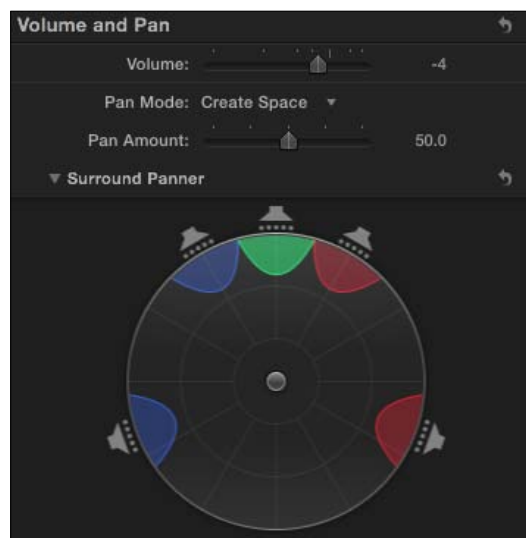 Volume and Pan
Volume: -4
Pan Mode: Create Space
Pan Amount: 50.0
Surround Panner